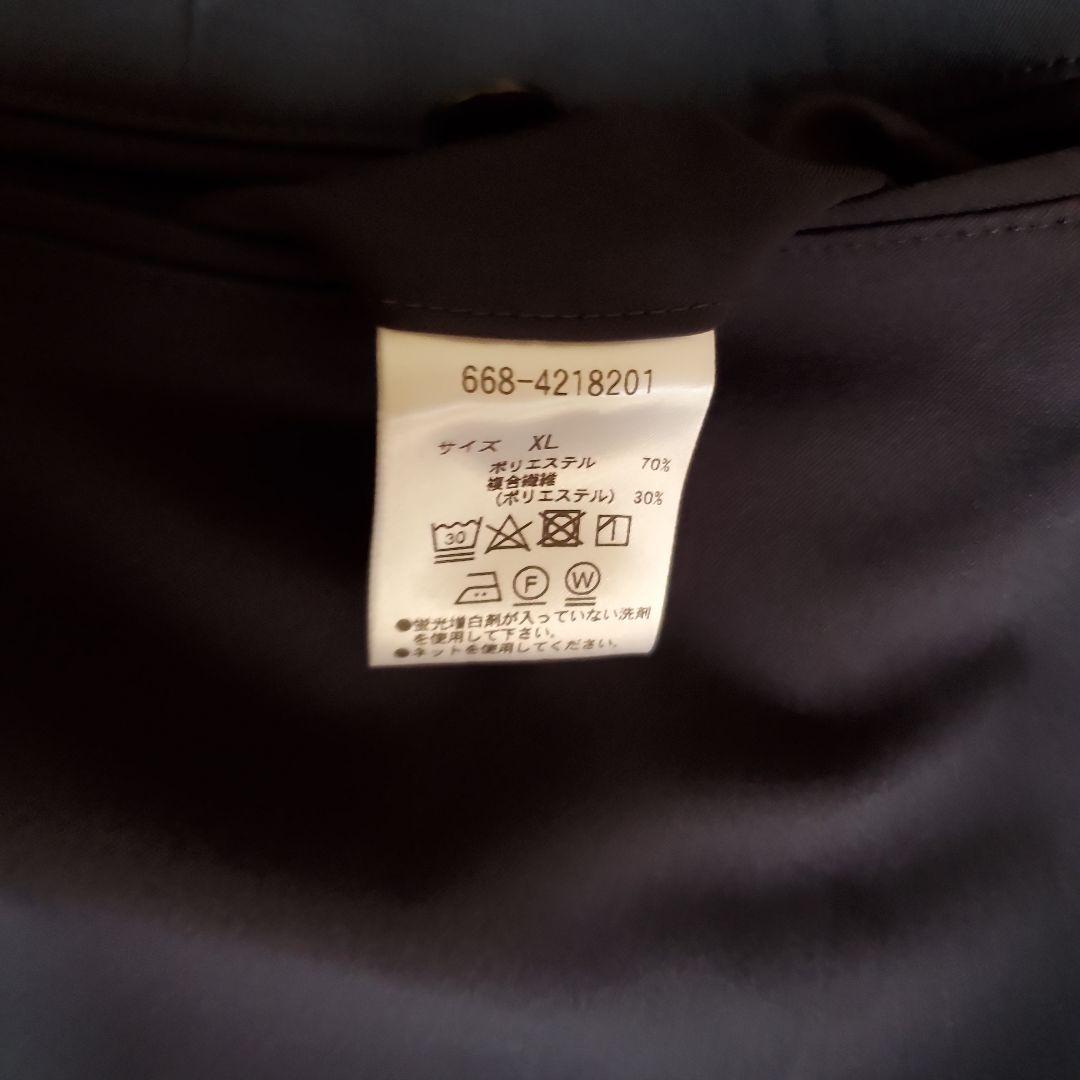 668-4218201
サイズ XL
ポリエステル 70%
複合繊維
(ポリエステル) 30%
30 1
F W
●蛍光増白剤が入っていない洗剤
を使用して下さい。
●ネットを使用してください。